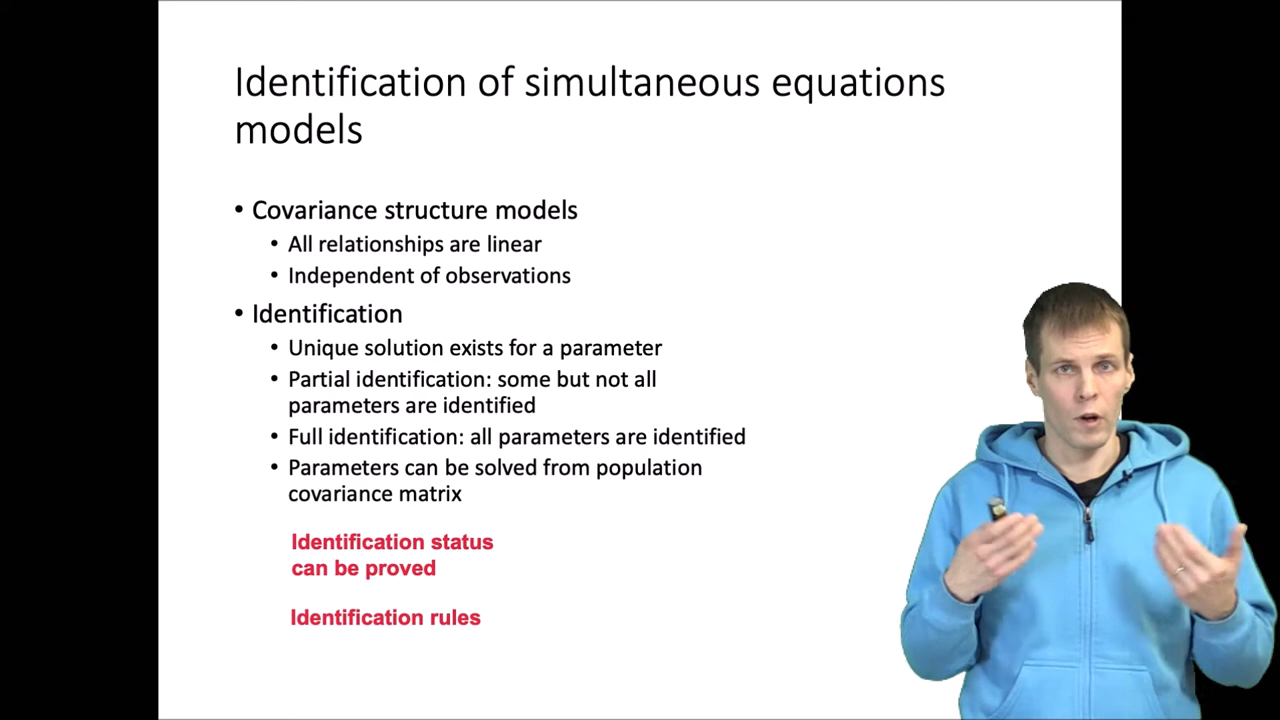 Identification of simultaneous equations
models
• Covariance structure models
• All relationships are linear
• Independent of observations
• Identification
• Unique solution exists for a parameter
• Partial identification: some but not all
parameters are identified
• Full identification: all parameters are identified
• Parameters can be solved from population
covariance matrix
Identification status
can be proved
Identification rules